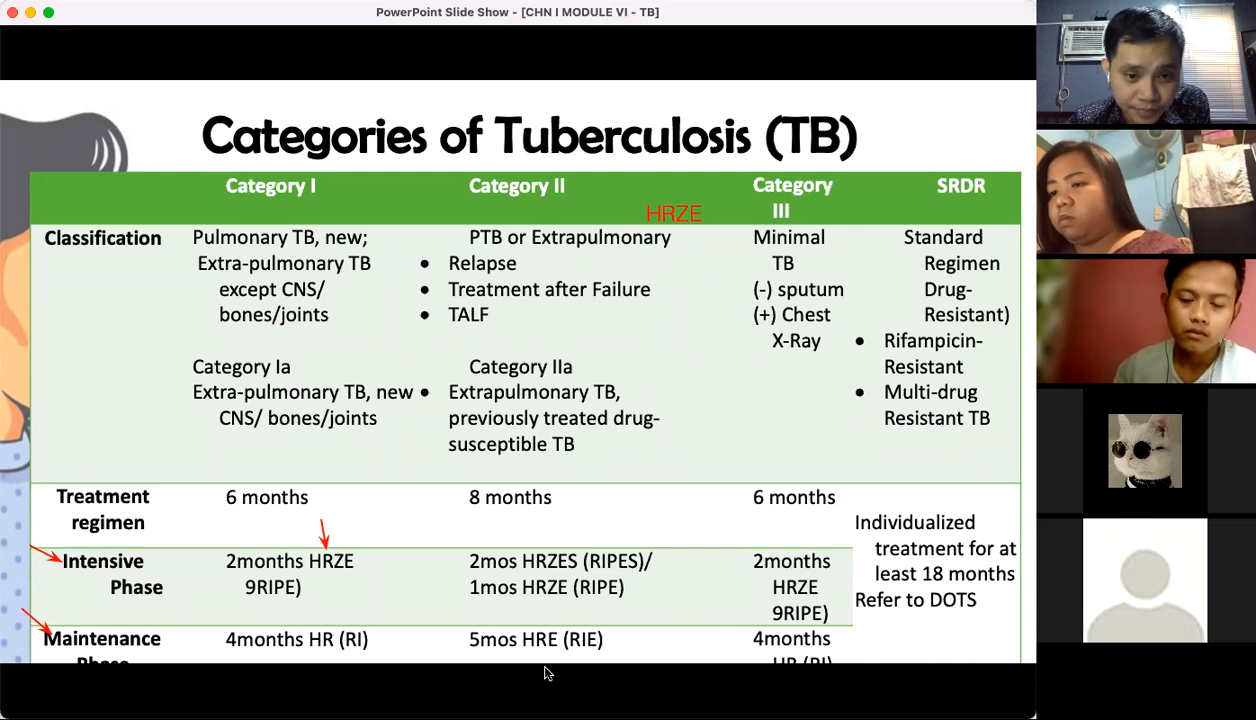 PowerPoint Slide Show - [CHN I MODULE VI - TB]
Categories of Tuberculosis (TB)
Category I
Category II
HRZE
Category
III
SRDR
Classification
Pulmonary TB, new;
Extra-pulmonary TB
except CNS/
bones/joints
Category Ia
Extra-pulmonary TB, new
CNS/ bones/joints
PTB or Extrapulmonary
• Relapse
• Treatment after Failure
• TALF
Category IIa
• Extrapulmonary TB,
previously treated drug-
susceptible TB
Minimal
TB
(-) sputum
(+) Chest
X-Ray
Standard
Regimen
Drug-
Resistant)
• Rifampicin-
Resistant
• Multi-drug
Resistant TB
Treatment
regimen
6 months
8 months
6 months
Individualized
treatment for at
least 18 months
Refer to DOTS
Intensive
Phase
2months HRZE
9RIPE)
2mos HRZES (RIPES)/
1mos HRZE (RIPE)
2months
HRZE
9RIPE)
Maintenance
Phase
4months HR (RI)
5mos HRE (RIE)
4months
HR (RI)